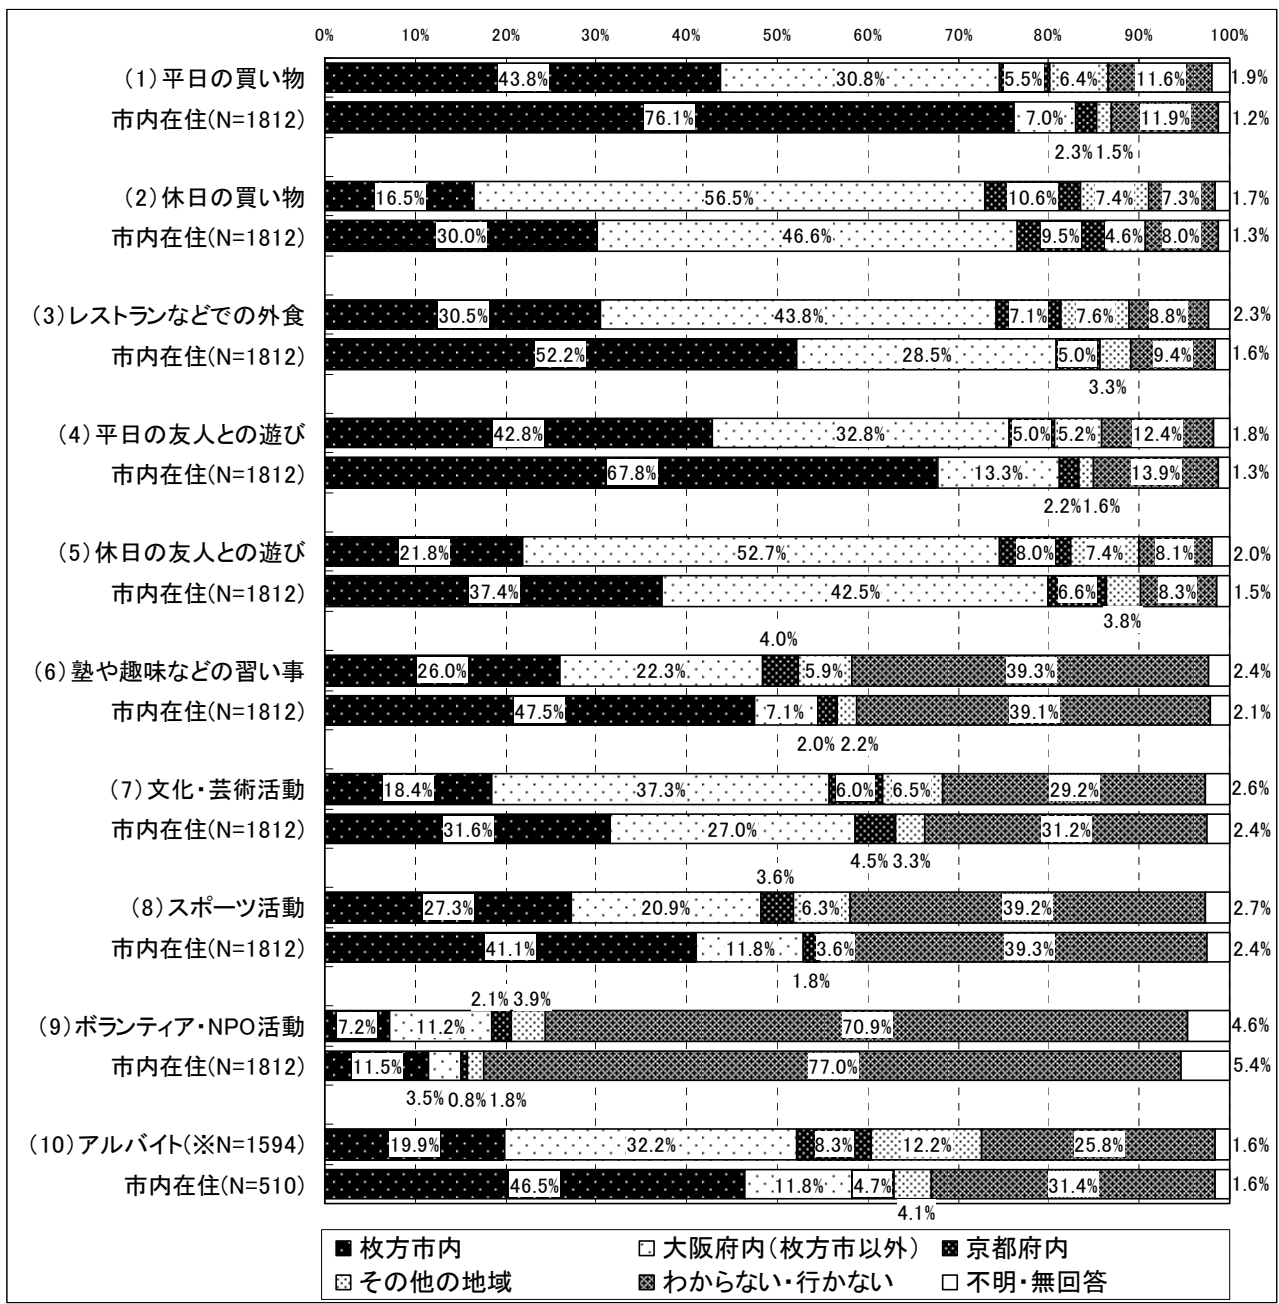 0% 10% 20% 30% 40% 50% 60% 70% 80% 90% 100%
(1)平日の買い物 43.8% 30.8% 5.5% 6.4% 11.6% 1.9%
市内在住(N=1812) 76.1% 7.0% 11.9% 1.2%
2.3% 1.5%
(2)休日の買い物 16.5% 56.5% 10.6% 7.4% 7.3% 1.7%
市内在住(N=1812) 30.0% 46.6% 9.5% 4.6% 8.0% 1.3%
(3)レストランなどでの外食 30.5% 43.8% 7.1% 7.6% 8.8% 2.3%
市内在住(N=1812) 52.2% 28.5% 5.0% 9.4% 1.6%
3.3%
(4)平日の友人との遊び 42.8% 32.8% 5.0% 5.2% 12.4% 1.8%
市内在住(N=1812) 67.8% 13.3% 13.9% 1.3%
2.2% 1.6%
(5)休日の友人との遊び 21.8% 52.7% 8.0% 7.4% 8.1% 2.0%
市内在住(N=1812) 37.4% 42.5% 6.6% 8.3% 1.5%
3.8%
4.0%
(6)塾や趣味などの習い事 26.0% 22.3% 5.9% 39.3% 2.4%
市内在住(N=1812) 47.5% 7.1% 39.1% 2.1%
2.0% 2.2%
(7)文化・芸術活動 18.4% 37.3% 6.0% 6.5% 29.2% 2.6%
市内在住(N=1812) 31.6% 27.0% 31.2% 2.4%
4.5% 3.3%
3.6%
(8)スポーツ活動 27.3% 20.9% 6.3% 39.2% 2.7%
市内在住(N=1812) 41.1% 11.8% 3.6% 39.3% 2.4%
1.8%
2.1% 3.9%
(9)ボランティア・NPO活動 7.2% 11.2% 70.9% 4.6%
市内在住(N=1812) 11.5% 77.0% 5.4%
3.5% 0.8% 1.8%
(10)アルバイト(※N=1594) 19.9% 32.2% 8.3% 12.2% 25.8% 1.6%
市内在住(N=510) 46.5% 11.8% 4.7% 31.4% 1.6%
4.1%
枚方市内 大阪府内(枚方市以外) 京都府内
その他の地域 わからない・行かない 不明・無回答